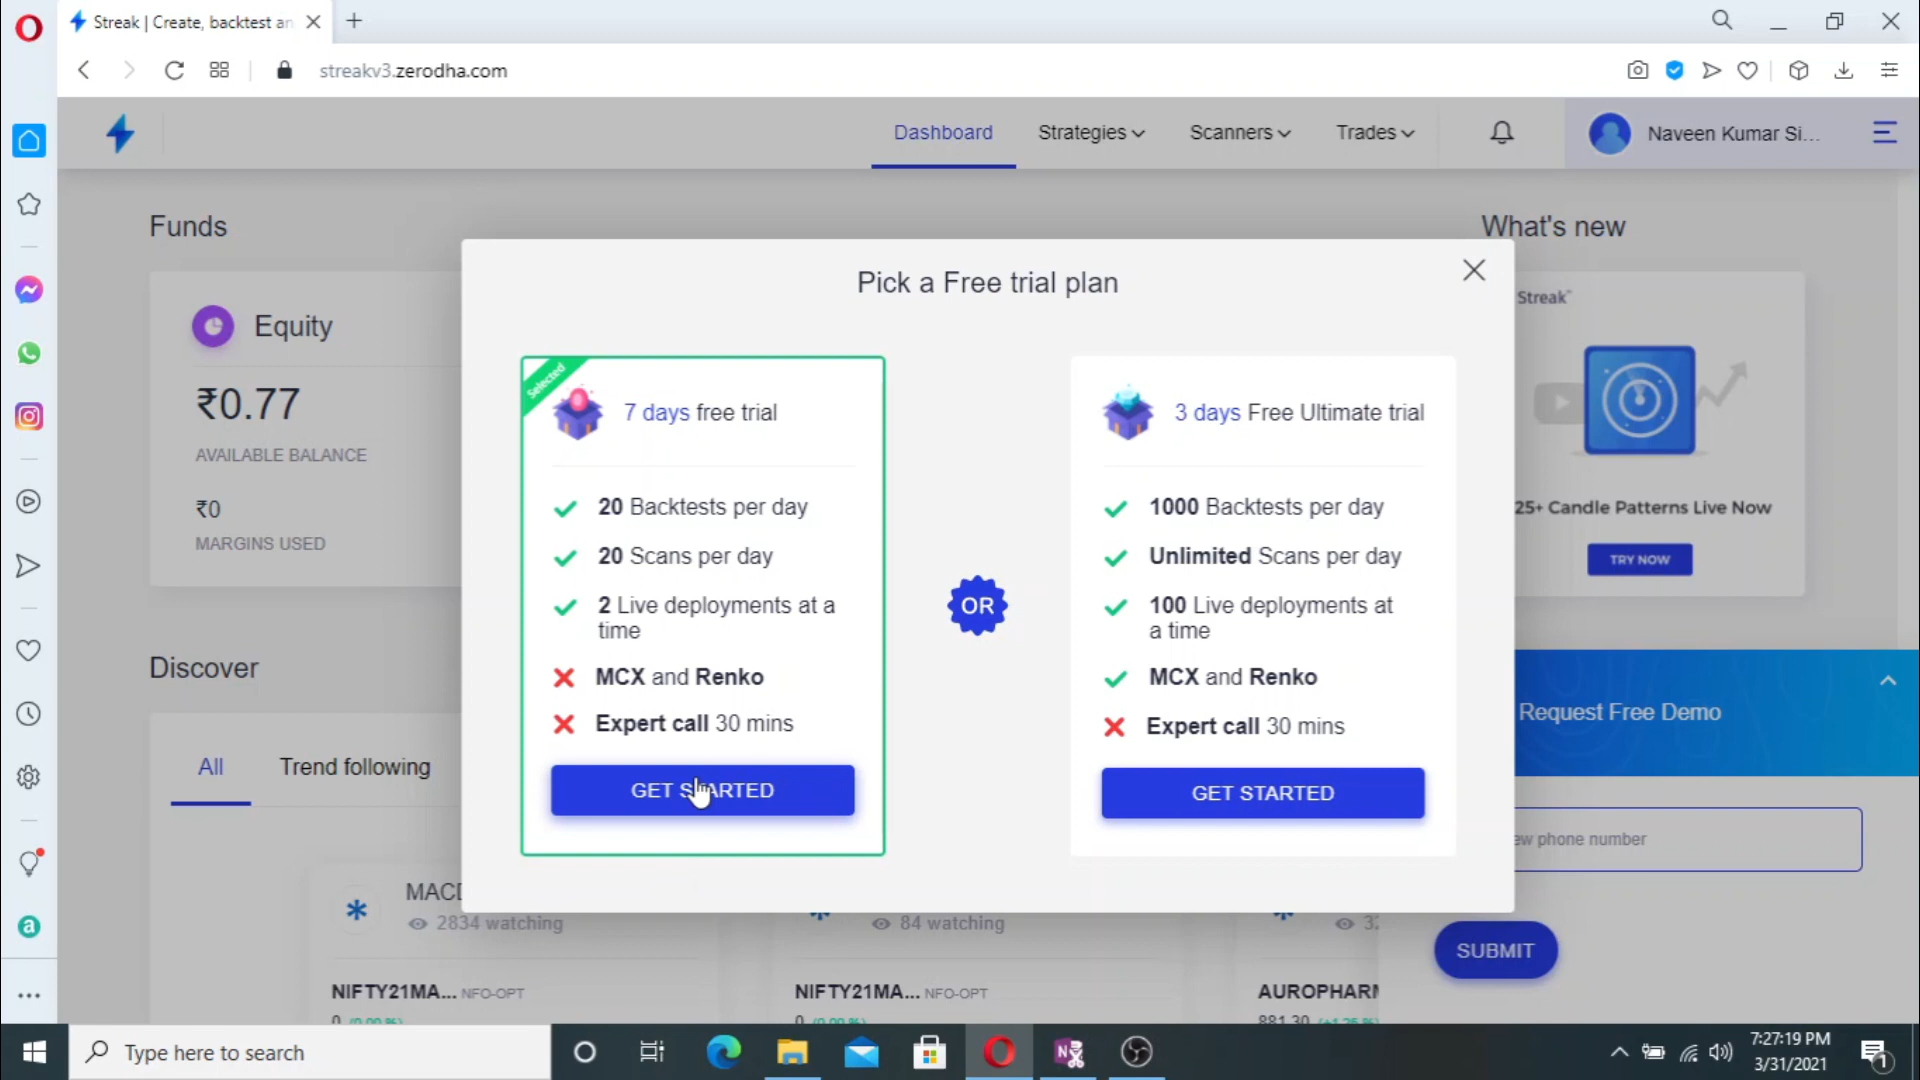 Streak | Create, backtest an
streakv3.zerodha.com
Dashboard
Strategies
Scanners
Trades
Naveen Kumar Si...
Funds
What's new
Pick a Free trial plan
Equity
₹0.77
AVAILABLE BALANCE
₹0
MARGINS USED
Selected
7 days free trial
20 Backtests per day
20 Scans per day
2 Live deployments at a
time
MCX and Renko
Expert call 30 mins
GET STARTED
OR
3 days Free Ultimate trial
1000 Backtests per day
Unlimited Scans per day
100 Live deployments at
a time
MCX and Renko
Expert call 30 mins
GET STARTED
Streak™
25+ Candle Patterns Live Now
TRY NOW
Request Free Demo
phone number
SUBMIT
Discover
All
Trend following
2834 watching
84 watching
NIFTY21MA... NFO-OPT
NIFTY21MA... NFO-OPT
Type here to search
7:27:19 PM
3/31/2021
1